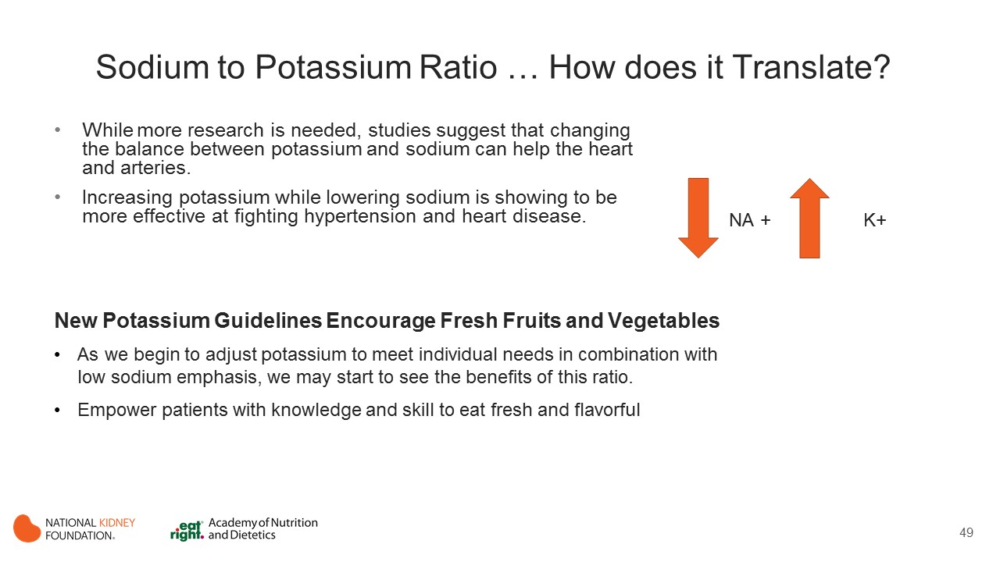 Sodium to Potassium Ratio … How does it Translate?
• While more research is needed, studies suggest that changing
the balance between potassium and sodium can help the heart
and arteries.
• Increasing potassium while lowering sodium is showing to be
more effective at fighting hypertension and heart disease.
NA + K+
New Potassium Guidelines Encourage Fresh Fruits and Vegetables
• As we begin to adjust potassium to meet individual needs in combination with
low sodium emphasis, we may start to see the benefits of this ratio.
• Empower patients with knowledge and skill to eat fresh and flavorful
NATIONAL KIDNEY
FOUNDATION®
eat
right.
Academy of Nutrition
and Dietetics
49